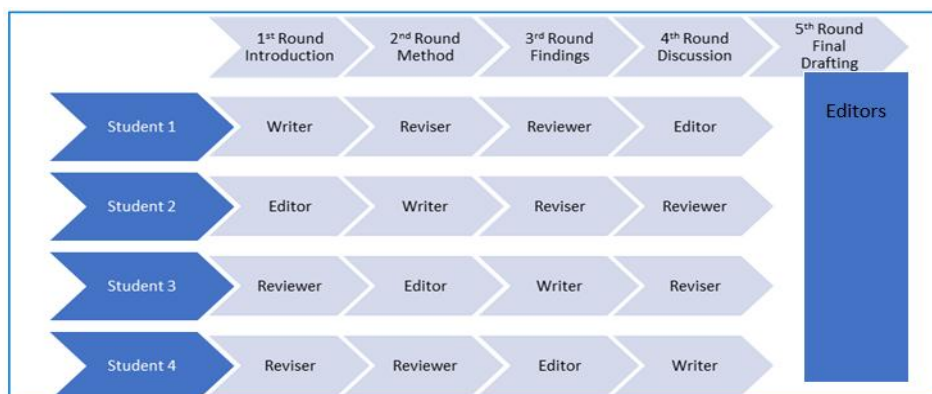 1st Round
Introduction
2nd Round
Method
3rd Round
Findings
4th Round
Discussion
5th Round
Final
Drafting
Editors
Student 1
Writer
Reviser
Reviewer
Editor
Student 2
Editor
Writer
Reviser
Reviewer
Student 3
Reviewer
Editor
Writer
Reviser
Student 4
Reviser
Reviewer
Editor
Writer